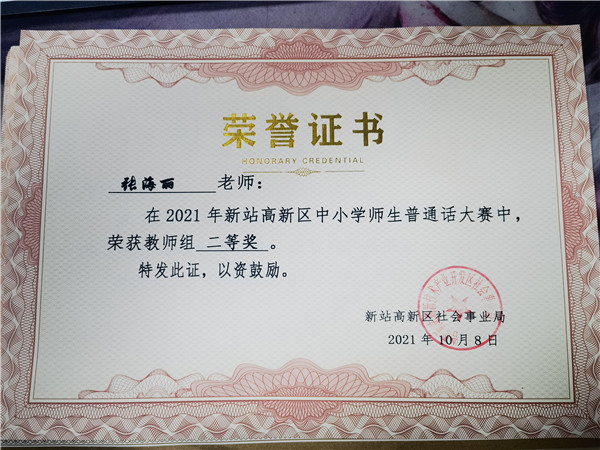 荣誉证书
HONORARY CREDENTIAL
张海丽 老师：
在2021年新站高新区中小学师生普通话大赛中，
荣获教师组 二等奖 。
特发此证，以资鼓励。
新站高新区社会事业局
2021年10月8日